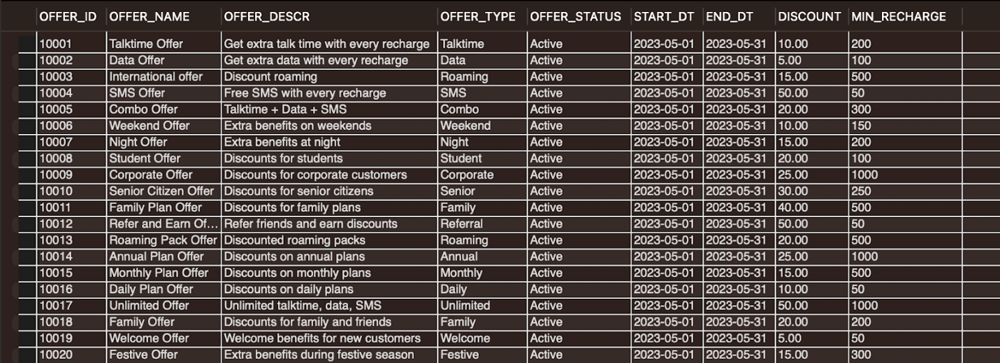 OFFER_ID OFFER_NAME OFFER_DESCR OFFER_TYPE OFFER_STATUS START_DT END_DT DISCOUNT MIN_RECHARGE
10001 Talktime Offer Get extra talk time with every recharge Talktime Active 2023-05-01 2023-05-31 10.00 200
10002 Data Offer Get extra data with every recharge Data Active 2023-05-01 2023-05-31 5.00 100
10003 International offer Discount roaming Roaming Active 2023-05-01 2023-05-31 15.00 500
10004 SMS Offer Free SMS with every recharge SMS Active 2023-05-01 2023-05-31 50.00 50
10005 Combo Offer Talktime + Data + SMS Combo Active 2023-05-01 2023-05-31 20.00 300
10006 Weekend Offer Extra benefits on weekends Weekend Active 2023-05-01 2023-05-31 10.00 150
10007 Night Offer Extra benefits at night Night Active 2023-05-01 2023-05-31 15.00 200
10008 Student Offer Discounts for students Student Active 2023-05-01 2023-05-31 20.00 100
10009 Corporate Offer Discounts for corporate customers Corporate Active 2023-05-01 2023-05-31 25.00 1000
10010 Senior Citizen Offer Discounts for senior citizens Senior Active 2023-05-01 2023-05-31 30.00 250
10011 Family Plan Offer Discounts for family plans Family Active 2023-05-01 2023-05-31 40.00 500
10012 Refer and Earn Of... Refer friends and earn discounts Referral Active 2023-05-01 2023-05-31 50.00 50
10013 Roaming Pack Offer Discounted roaming packs Roaming Active 2023-05-01 2023-05-31 20.00 500
10014 Annual Plan Offer Discounts on annual plans Annual Active 2023-05-01 2023-05-31 25.00 1000
10015 Monthly Plan Offer Discounts on monthly plans Monthly Active 2023-05-01 2023-05-31 15.00 500
10016 Daily Plan Offer Discounts on daily plans Daily Active 2023-05-01 2023-05-31 10.00 50
10017 Unlimited Offer Unlimited talktime, data, SMS Unlimited Active 2023-05-01 2023-05-31 50.00 1000
10018 Family Offer Discounts for family and friends Family Active 2023-05-01 2023-05-31 20.00 200
10019 Welcome Offer Welcome benefits for new customers Welcome Active 2023-05-01 2023-05-31 5.00 50
10020 Festive Offer Extra benefits during festive season Festive Active 2023-05-01 2023-05-31 15.00 300